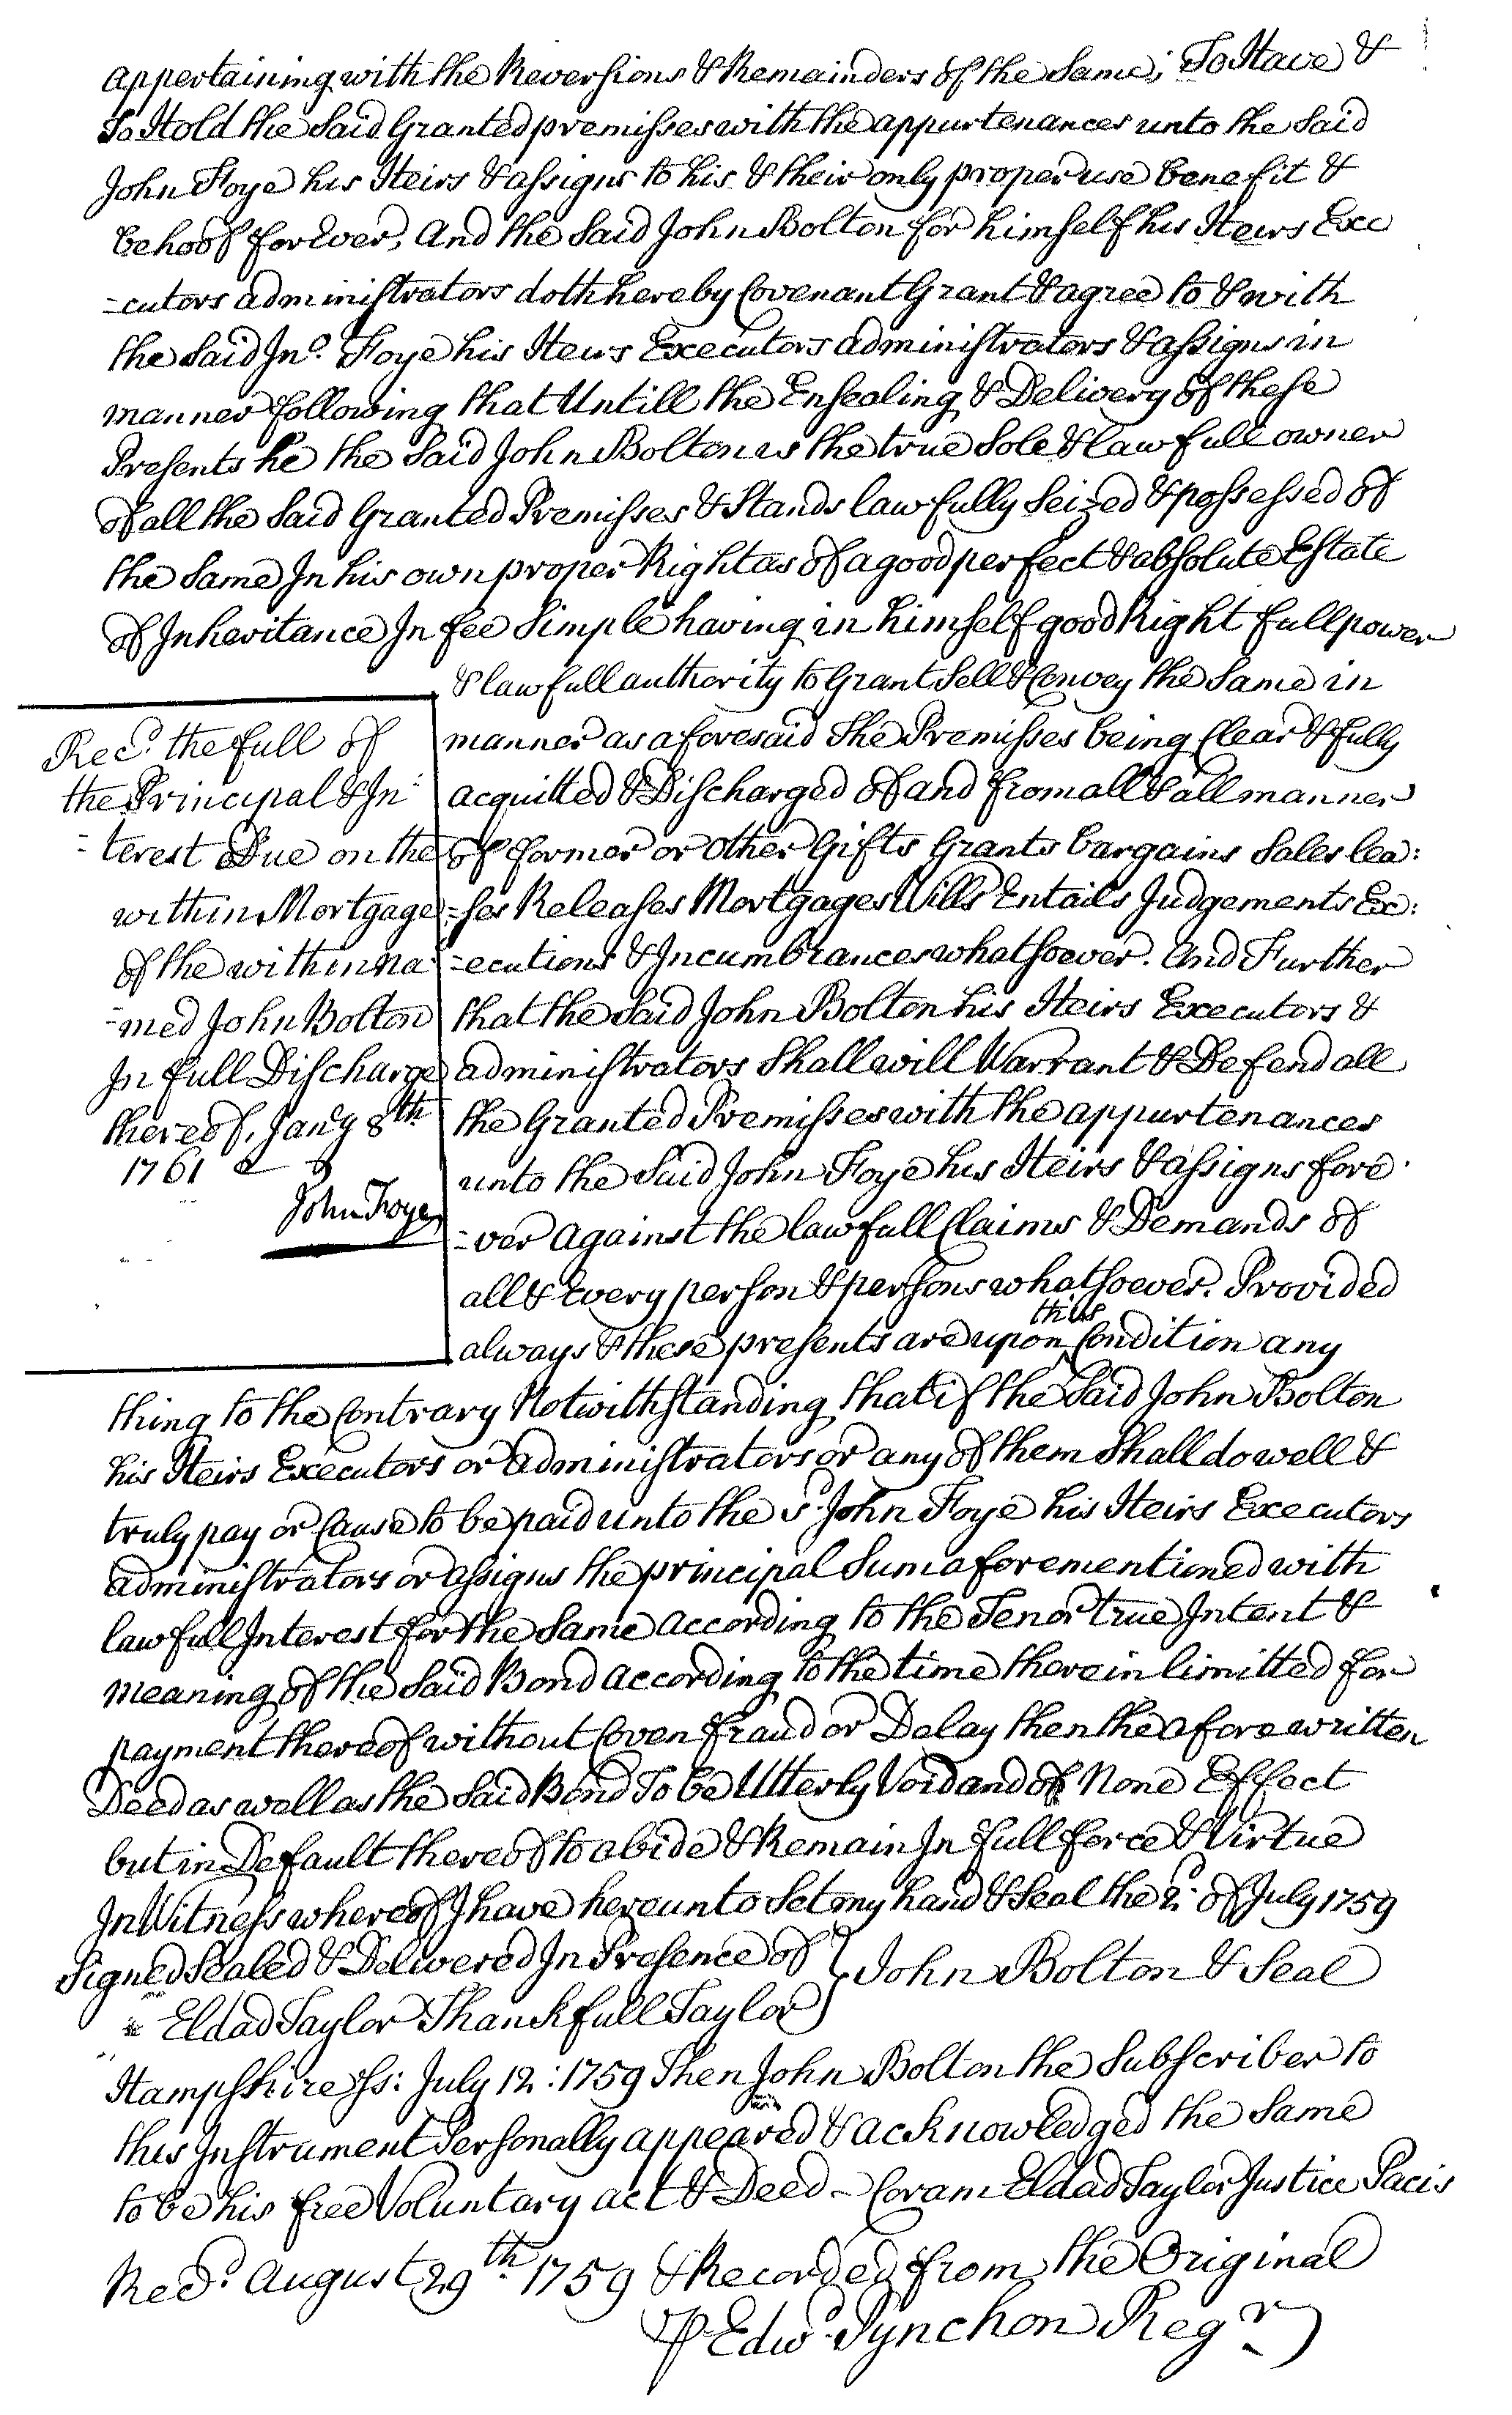 appertaining with the Reversions & Remainders of the Same; To Have &
To Hold the Said Granted premisses with the appurtenances unto the Said
John Foye his Heirs & assigns to his & their only proper use benefit &
behoof for Ever, And the Said John Bolton for himself his Heirs Exe
=cutors administrators doth hereby Covenant Grant & agree to & with
the Said Jno. Foye his Heirs Executors administrators & assigns in
manner following that Untill the Ensealing & Delivery of these
Presents he the Said John Bolton is the true Sole & lawfull owner
of all the Said Granted Premisses & Stands lawfully Seized & possessed of
the Same In his own proper Right as of a good perfect & absolute Estate
of Inheritance In fee Simple having in himself good Right full power
& lawfull authority to Grant Sell & Convey the Same in
manner as aforesaid The Premisses being Clear & fully
acquitted & Discharged of and from all & all manner
of former or other Gifts Grants bargains Sales lea:
=ses Releases Mortgages Wills Entails Judgements Ex:
=ecutions & Incumbrances whatsoever. And Further
that the Said John Bolton his Heirs Executors &
administrators Shall will Warrant & Defend all
the Granted Premisses with the appurtenances
unto the Said John Foye his Heirs & assigns fore
=ver against the lawfull Claims & Demands of
all & Every person & persons whatsoever. Provided
always & these presents are upon this Condition any
Recd. the full of
the Principal & In
=terest Due on the
within Mortgage
of the within na
=med John Bolton
In full Discharge
thereof, Jany 8th
1761
John Foye
thing to the Contrary Notwithstanding that if the Said John Bolton
his Heirs Executors or administrators or any of them Shall do well &
truly pay or Cause to be paid unto the sd. John Foye his Heirs Executors
administrators or assigns the principal Sum aforementioned with
lawfull Interest for the Same according to the Tenor true Intent &
meaning of the Said Bond according to the time therein limitted for
payment thereof without Coven fraud or Delay then the afore written
Deed as well as the Said Bond To be Utterly Void and of None Effect
but in Default thereof to abide & Remain In full force & Virtue
In Witness whereof I have hereunto Set my hand & Seal the 2d. of July 1759
Signed Sealed & Delivered In Presence of } John Bolton & Seal
Eldad Taylor Thankfull Taylor
Hampshire ss: July 12: 1759 Then John Bolton the Subscriber to
this Instrument Personally appeared & acknowledged the Same
to be his free Voluntary act & Deed - Coram Eldad Taylor Justice Pacis
Recd. August 29th. 1759 & Recorded from the Original
℔ Edwd. Pynchon Regr